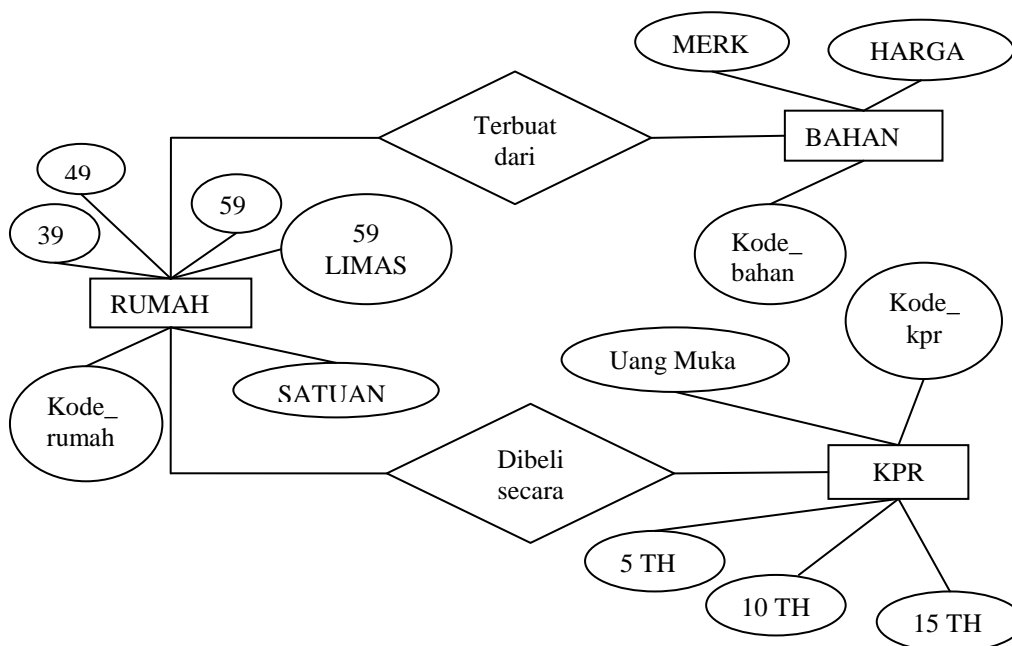 MERK
HARGA
Terbuat
dari
BAHAN
49
59
39
59
LIMAS
Kode_
bahan
RUMAH
Kode_
kpr
Uang Muka
SATUAN
Kode_
rumah
Dibeli
secara
KPR
5 TH
10 TH
15 TH